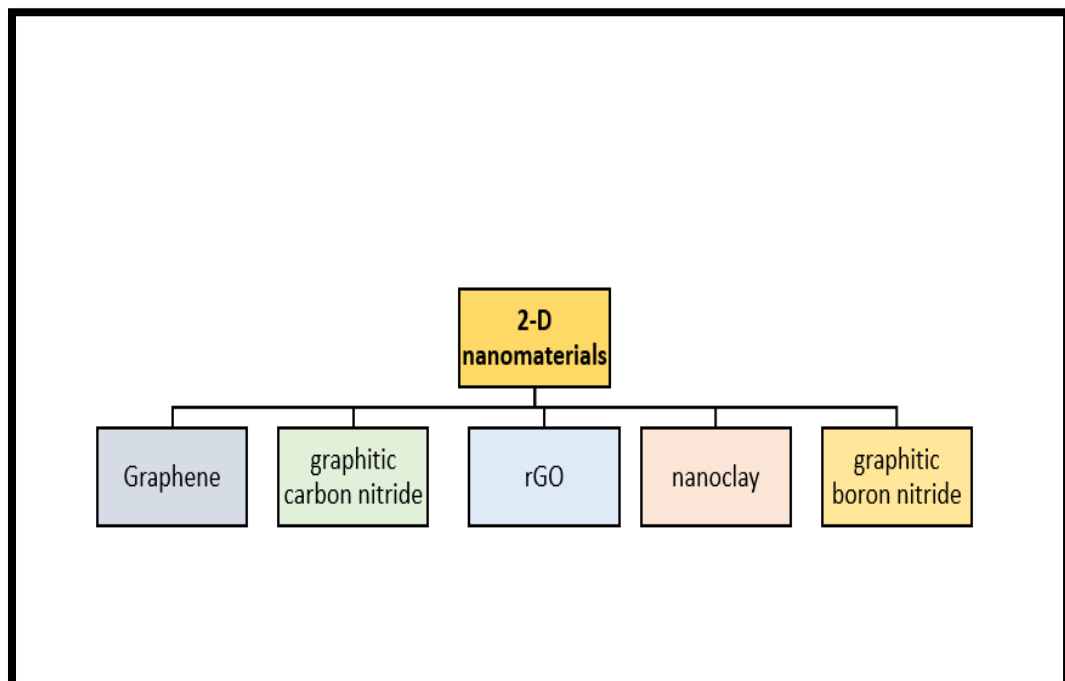 2-D
nanomaterials
Graphene
graphitic
carbon nitride
rGO
nanoclay
graphitic
boron nitride